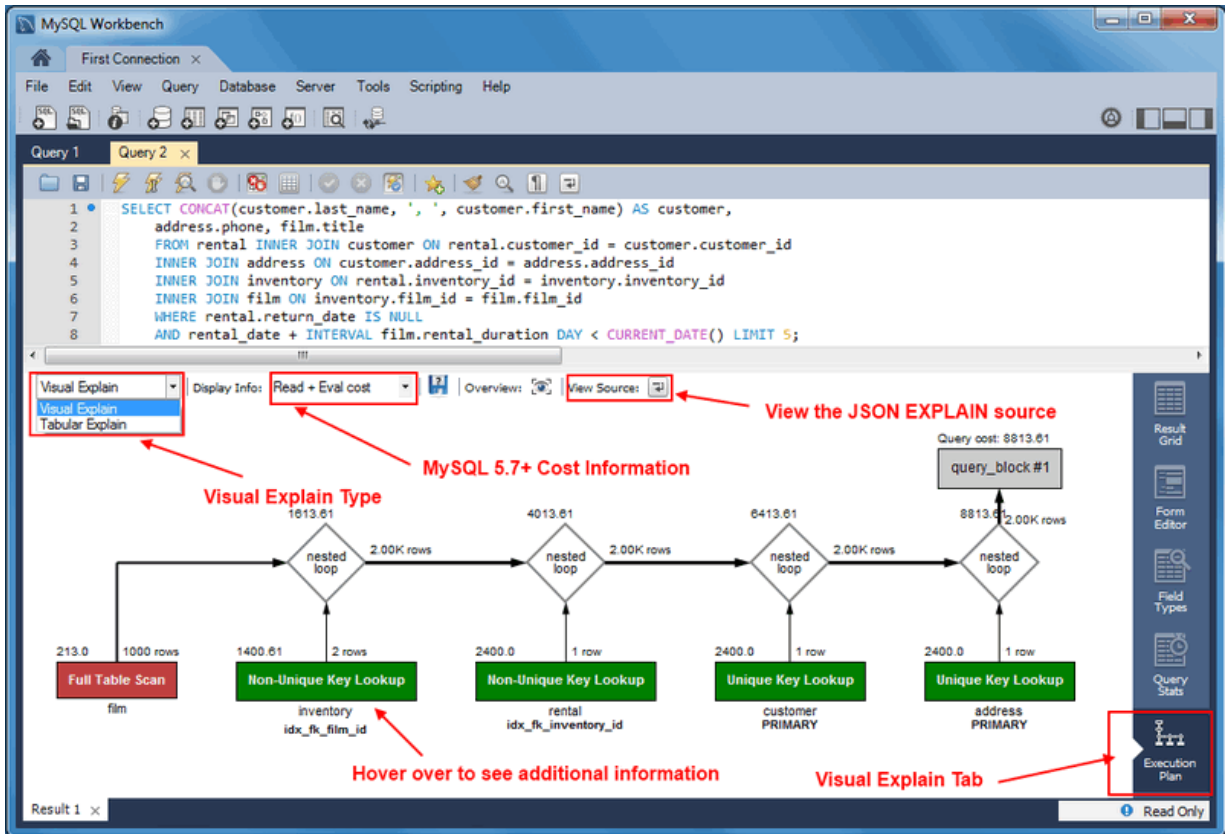 MySQL Workbench
First Connection
File Edit View Query Database Server Tools Scripting Help
Query 1 Query 2
1 SELECT CONCAT(customer.last_name, ', ', customer.first_name) AS customer,
2 address.phone, film.title
3 FROM rental INNER JOIN customer ON rental.customer_id = customer.customer_id
4 INNER JOIN address ON customer.address_id = address.address_id
5 INNER JOIN inventory ON rental.inventory_id = inventory.inventory_id
6 INNER JOIN film ON inventory.film_id = film.film_id
7 WHERE rental.return_date IS NULL
8 AND rental_date + INTERVAL film.rental_duration DAY < CURRENT_DATE() LIMIT 5;
Visual Explain Display Info: Read + Eval cost Overview: View Source:
Visual Explain
Tabular Explain
View the JSON EXPLAIN source
MySQL 5.7+ Cost Information
Visual Explain Type
Query cost: 8813.61
query_block #1
1613.61 4013.61 6413.61 8813.61 2.00K rows
nested loop 2.00K rows nested loop 2.00K rows nested loop 2.00K rows nested loop
213.0 1000 rows 1400.61 2 rows 2400.0 1 row 2400.0 1 row 2400.0 1 row
Full Table Scan Non-Unique Key Lookup Non-Unique Key Lookup Unique Key Lookup Unique Key Lookup
film inventory rental customer address
idx_fk_film_id idx_fk_inventory_id PRIMARY PRIMARY
Hover over to see additional information
Visual Explain Tab
Result
Grid
Form
Editor
Field
Types
Query
Stats
Execution
Plan
Result 1 Read Only